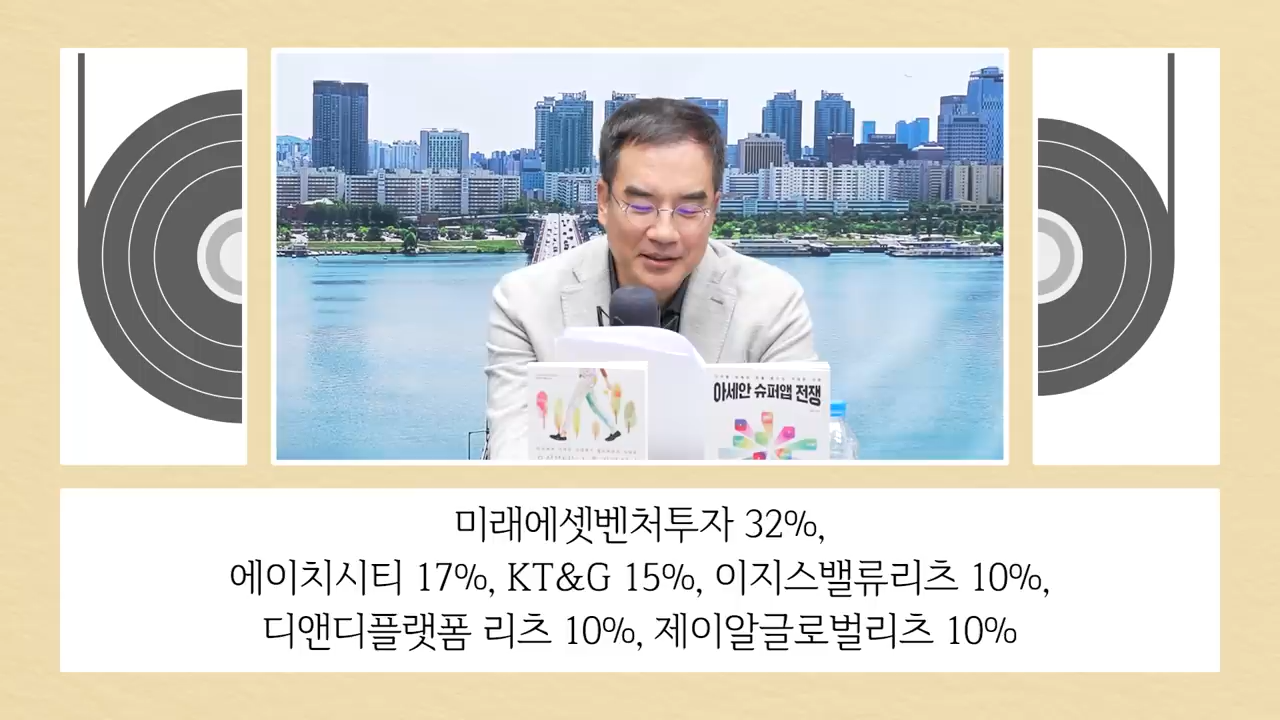 아세안 슈퍼앱 전쟁
미래에셋벤처투자 32%,
에이치시티 17%, KT&G 15%, 이지스밸류리츠 10%,
디앤디플랫폼 리츠 10%, 제이알글로벌리츠 10%